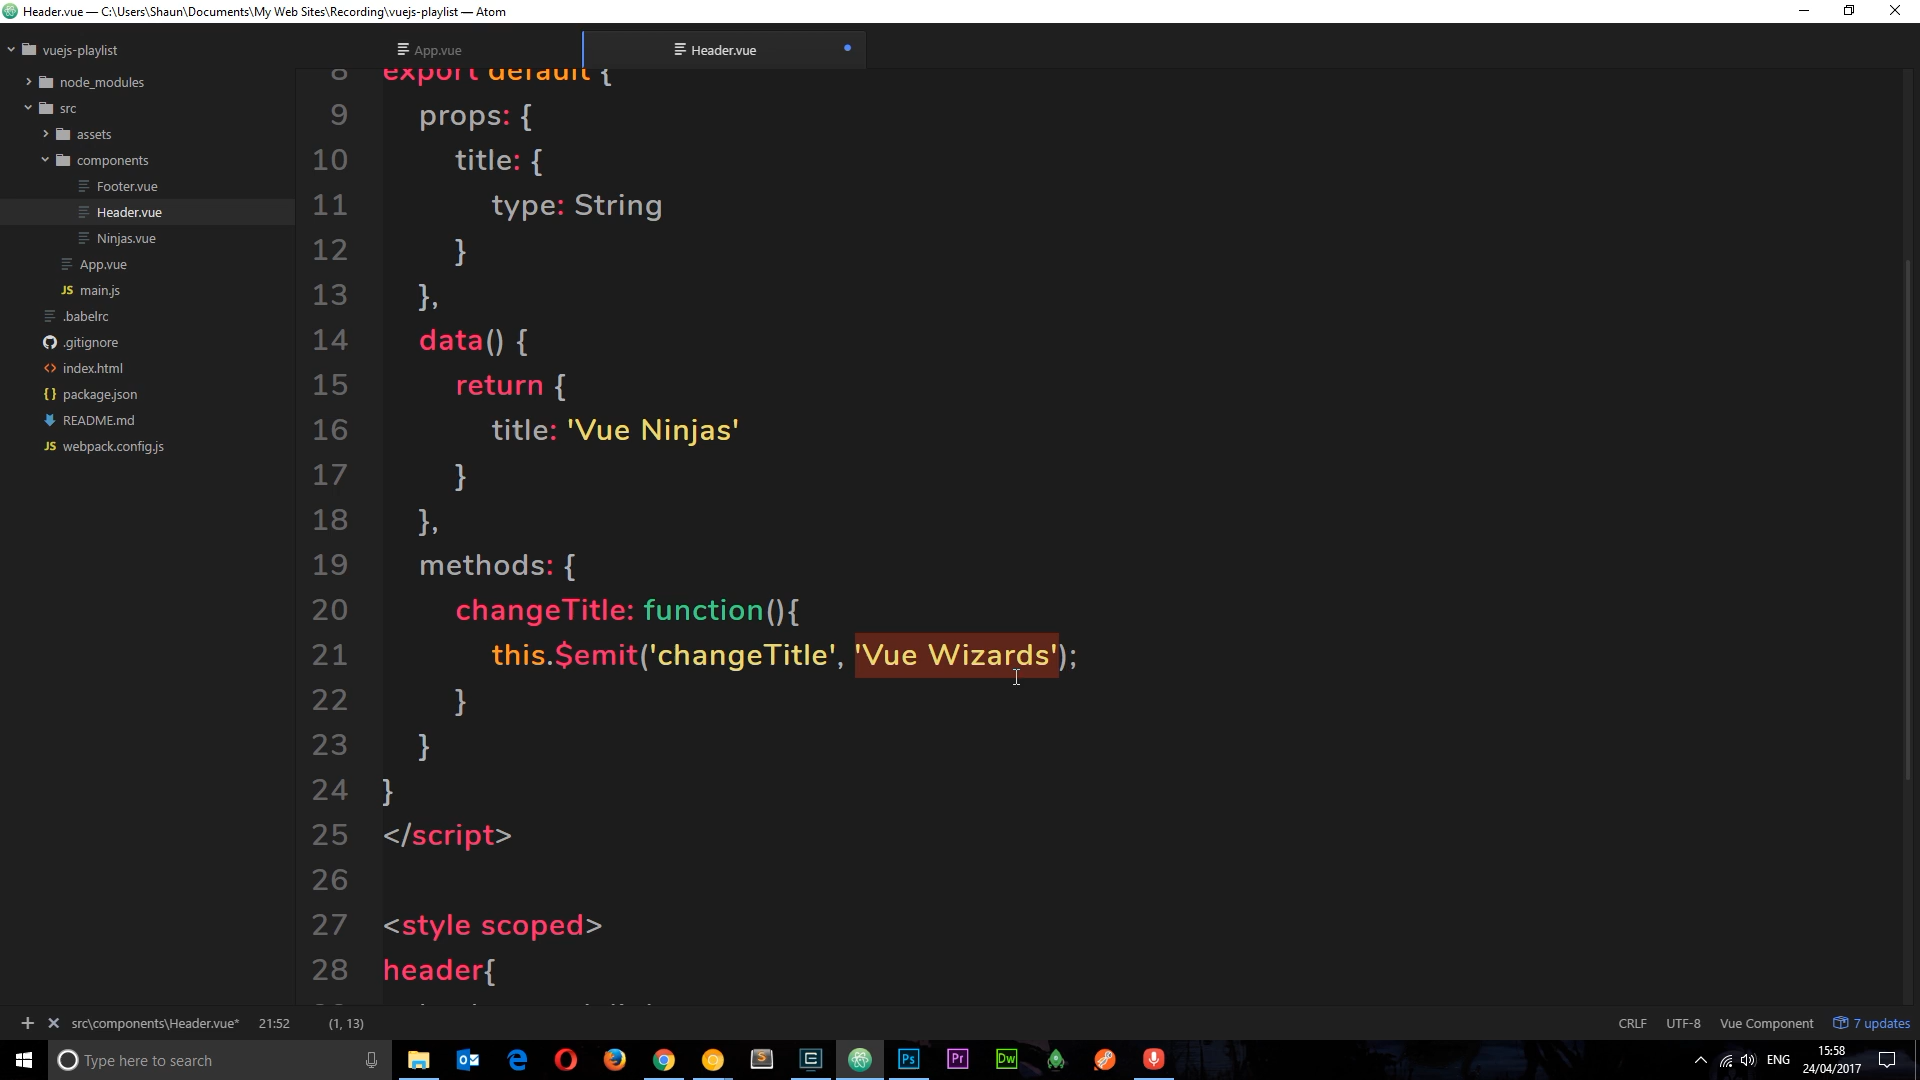 Header.vue — C:\Users\Shaun\Documents\My Web Sites\Recording\vuejs-playlist — Atom
vuejs-playlist
App.vue
Header.vue
node_modules
src
assets
components
Footer.vue
Header.vue
Ninjas.vue
App.vue
JS main.js
.babelrc
.gitignore
<> index.html
{} package.json
README.md
JS webpack.config.js
8 export default {
9 props: {
10 title: {
11 type: String
12 }
13 },
14 data() {
15 return {
16 title: 'Vue Ninjas'
17 }
18 },
19 methods: {
20 changeTitle: function(){
21 this.$emit('changeTitle', 'Vue Wizards');
22 }
23 }
24 }
25 </script>
26
27 <style scoped>
28 header{
src\components\Header.vue* 21:52 (1, 13)
CRLF UTF-8 Vue Component 7 updates
Type here to search
Ps Pr Dw
ENG
15:58
24/04/2017